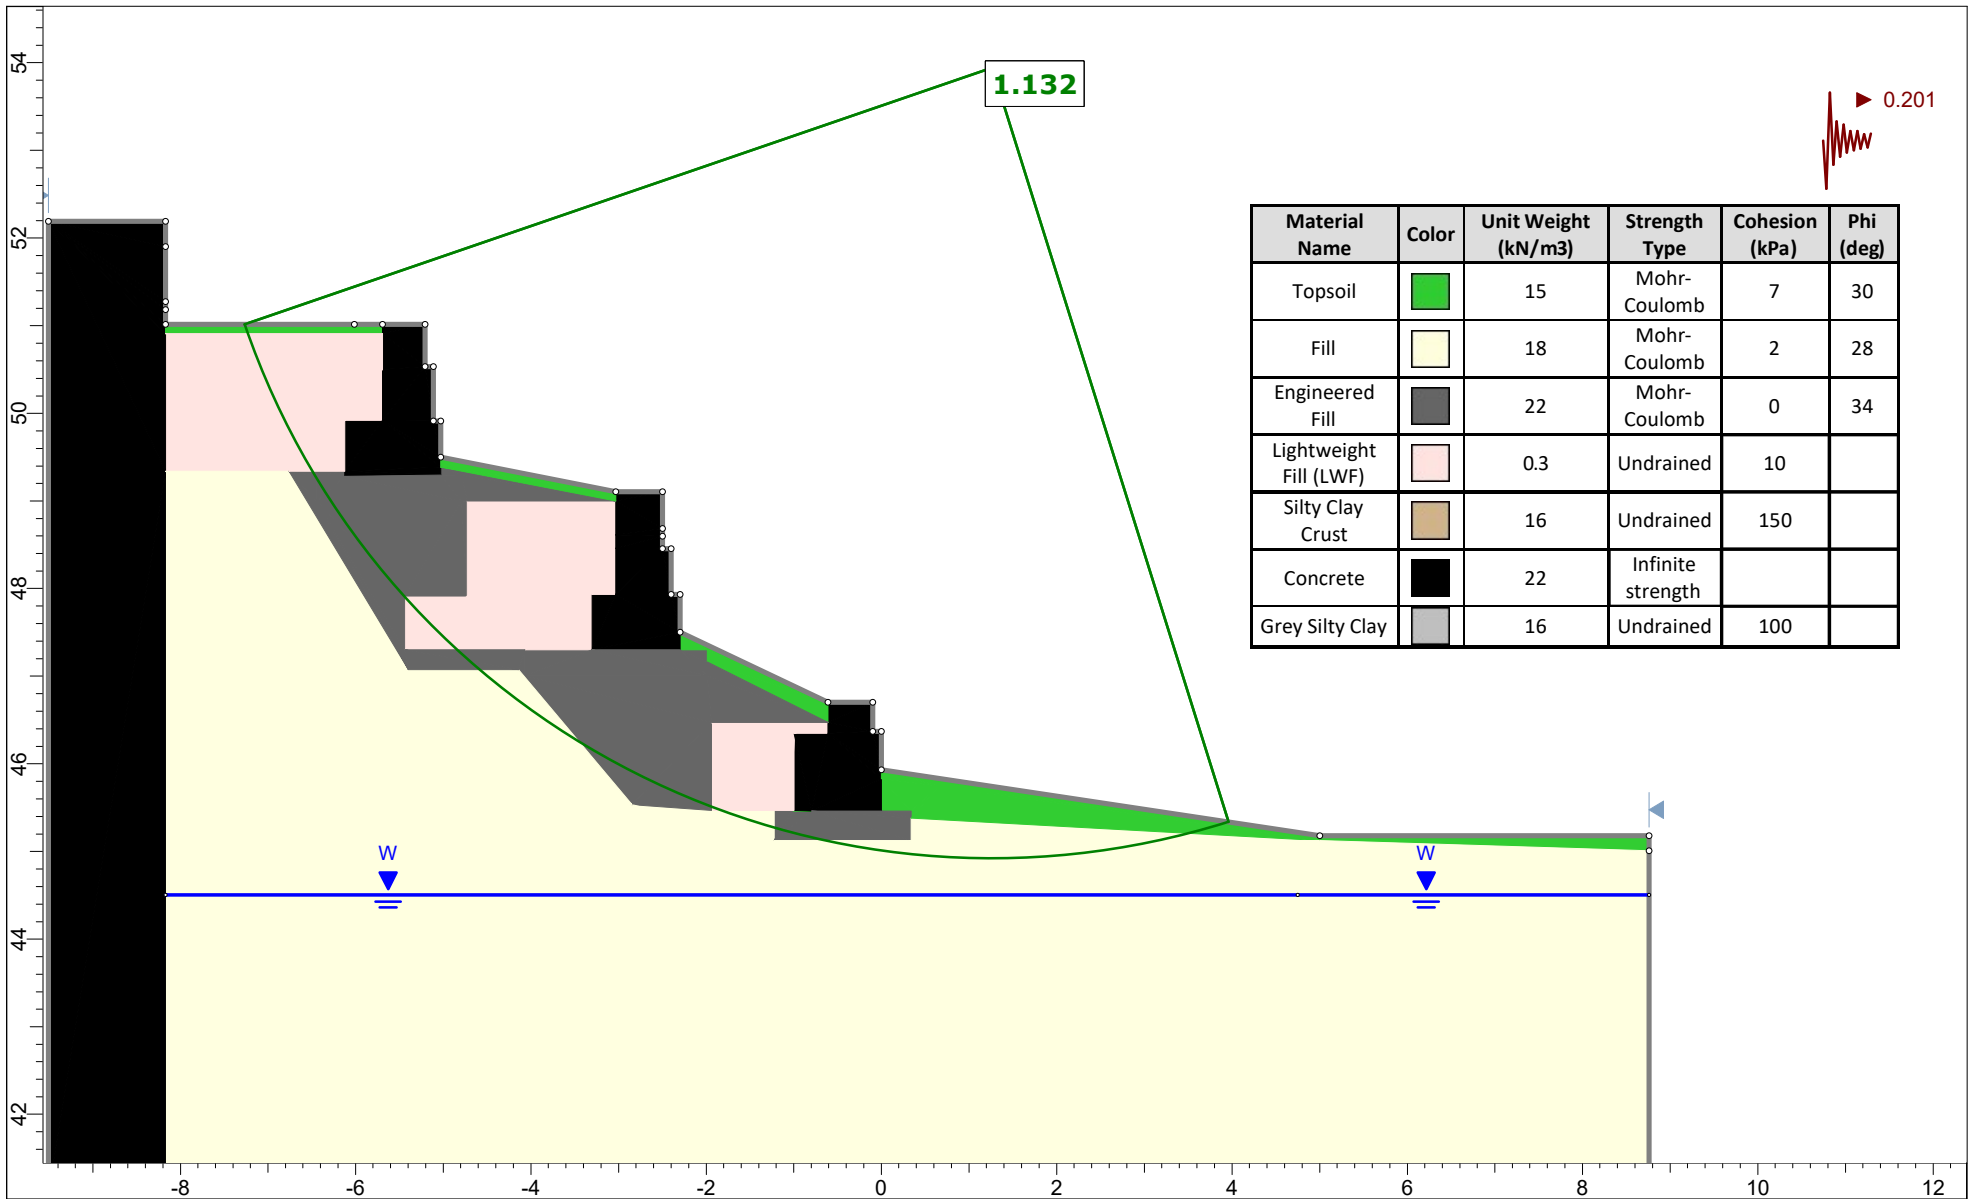 54
52
50
48
46
44
42
1.132
0.201
Material Name Color Unit Weight (kN/m3) Strength Type Cohesion (kPa) Phi (deg)
Topsoil 15 Mohr-Coulomb 7 30
Fill 18 Mohr-Coulomb 2 28
Engineered Fill 22 Mohr-Coulomb 0 34
Lightweight Fill (LWF) 0.3 Undrained 10
Silty Clay Crust 16 Undrained 150
Concrete 22 Infinite strength
Grey Silty Clay 16 Undrained 100
W
W
-8 -6 -4 -2 0 2 4 6 8 10 12